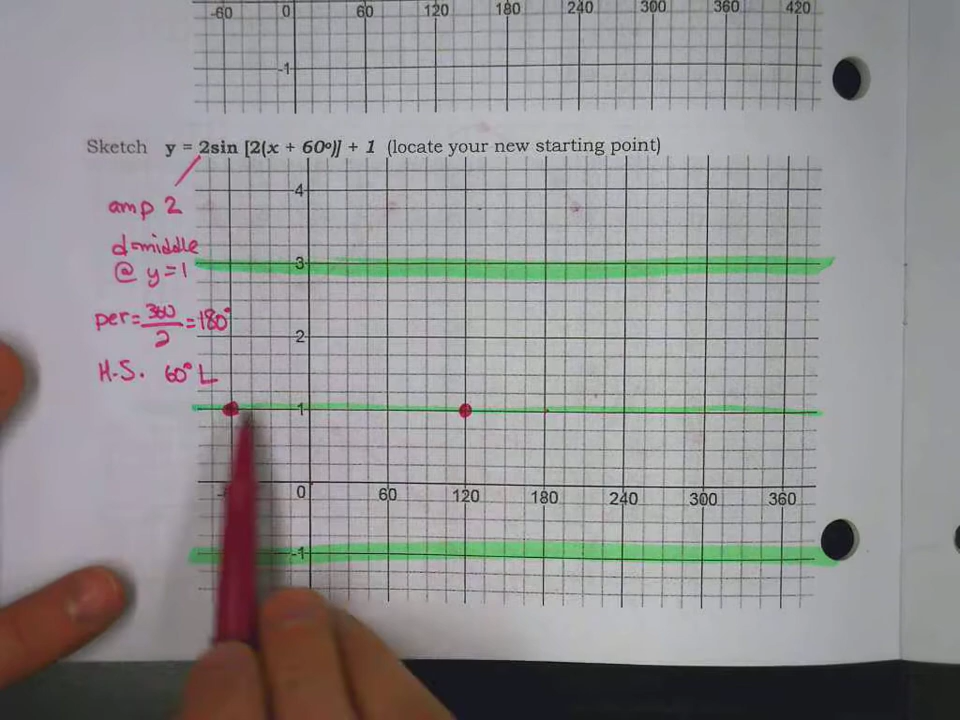 -60 0 60 120 180 240 300 360 420
-1
Sketch y = 2sin [2(x + 60º)] + 1 (locate your new starting point)
4
amp 2
d=middle
@ y=1
3
per=360/2=180°
2
H.S. 60° L
1
0 60 120 180 240 300 360
-1